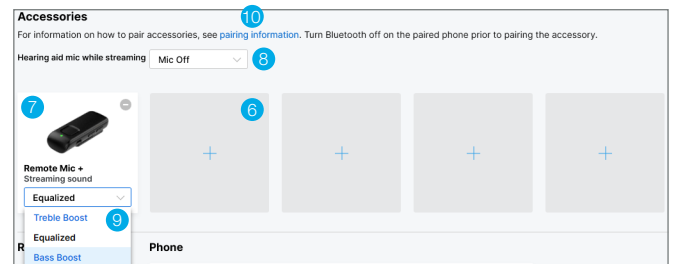 Accessories
10
For information on how to pair accessories, see pairing information. Turn Bluetooth off on the paired phone prior to pairing the accessory.
Hearing aid mic while streaming Mic Off 8
7 6
Remote Mic +
Streaming sound
Equalized
Treble Boost 9
Equalized
R Phone
Bass Boost